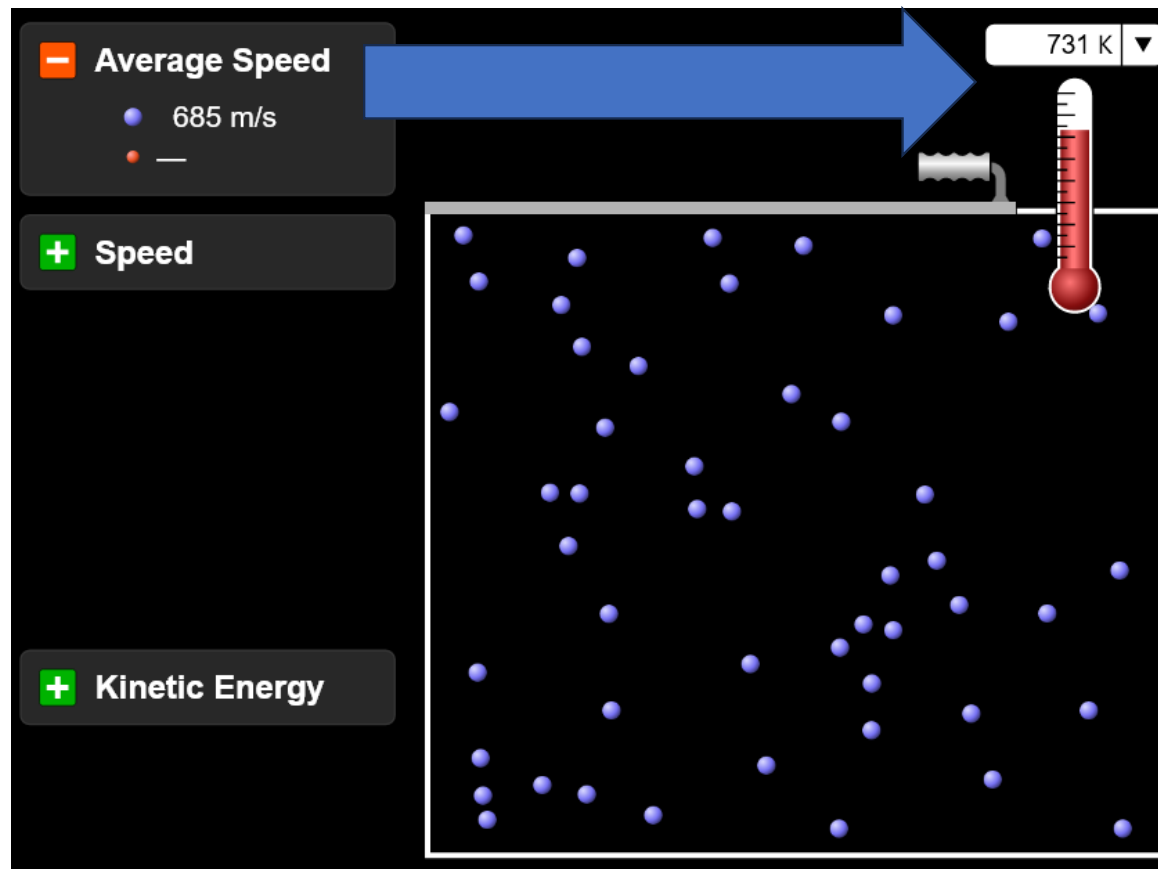 Average Speed
731 K
685 m/s
—
Speed
Kinetic Energy